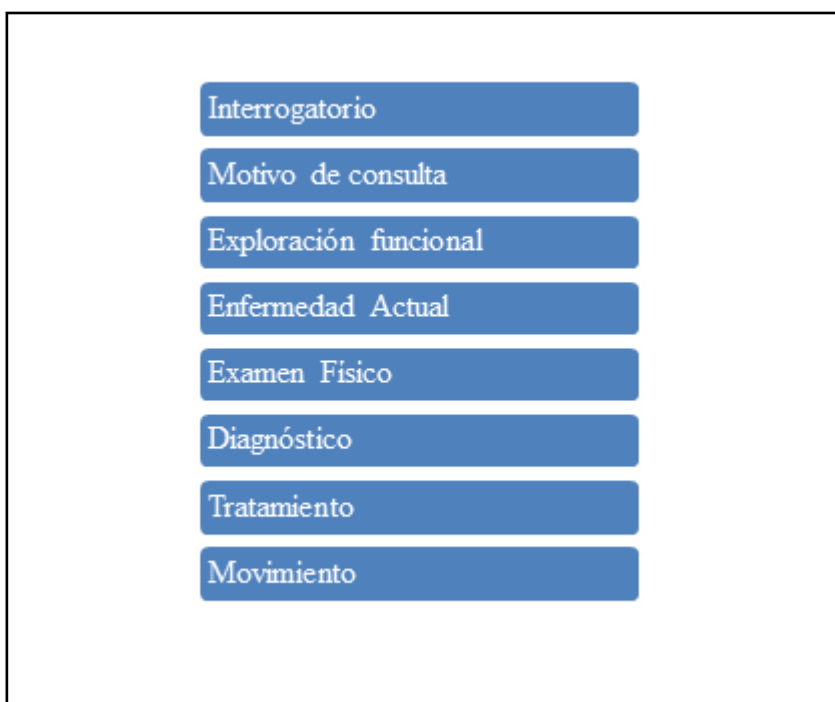 Interrogatorio
Motivo de consulta
Exploración funcional
Enfermedad Actual
Examen Físico
Diagnóstico
Tratamiento
Movimiento